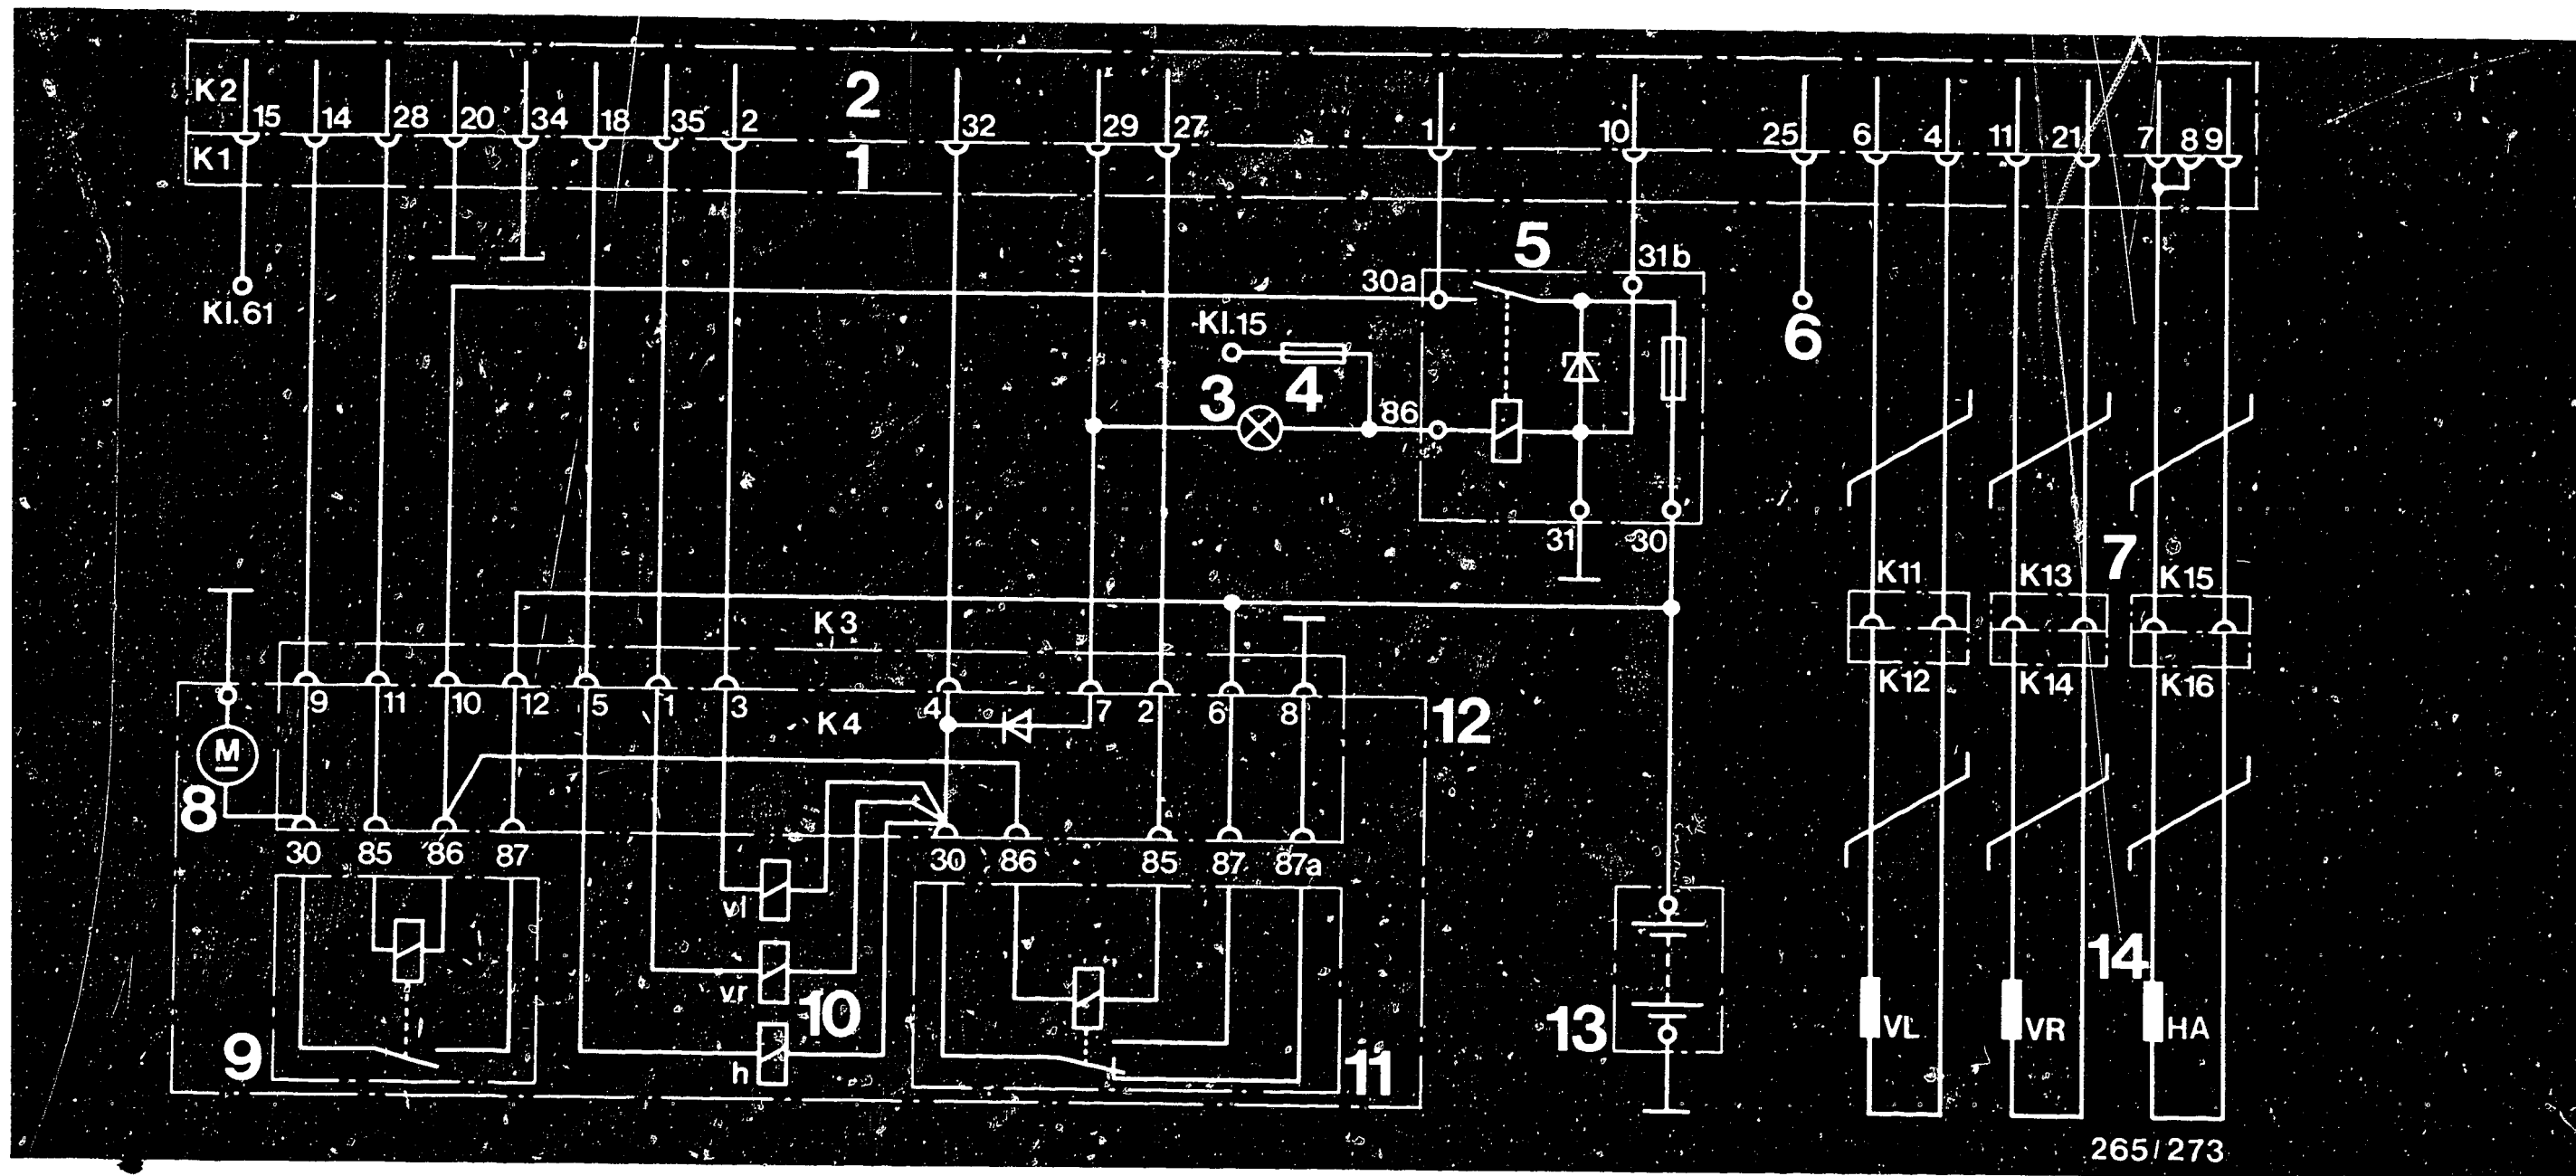 K2
15 14 28 20 34 18 35 2 2 32 29 27 1 10 25 6 4 11 21 7 8 9
K1 1
5
30a 31b
Kl.61
Kl.15
6
3 4 86
31 30
7
K11 K13 K15
K3
K12 K14 K16
9 11 10 12 5 1 3 4 7 2 6 8
K4
12
M
8
30 85 86 87 30 86 85 87 87a
vl
vr
10
14
VL VR HA
13
9
h
11
265/273